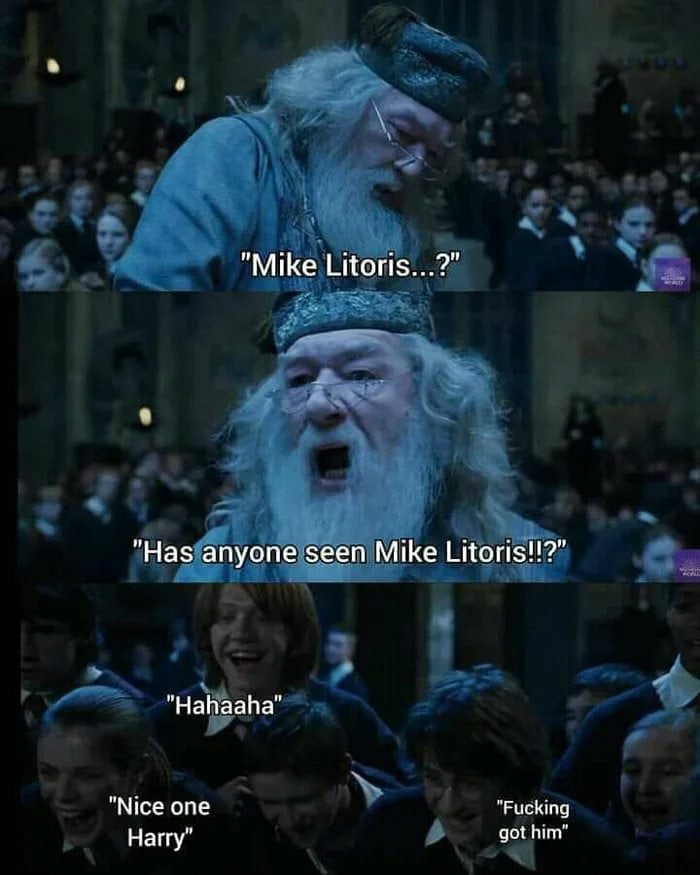 "Mike Litoris...?"
"Has anyone seen Mike Litoris!!?"
"Hahaaha"
"Nice one
Harry"
"Fucking
got him"